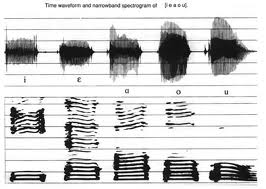 Time waveform and narrowband spectrogram of [i e a o u].
i ɛ ɑ o u